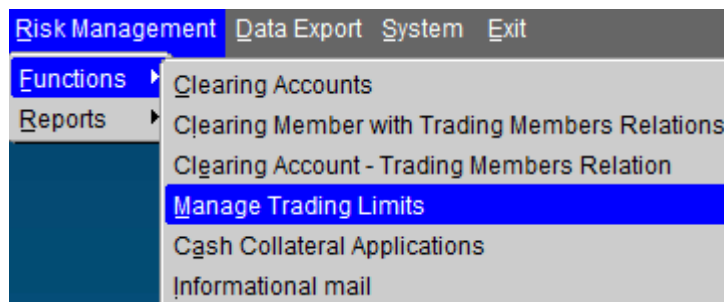 Risk Management Data Export System Exit
Functions
Reports
Clearing Accounts
Clearing Member with Trading Members Relations
Clearing Account - Trading Members Relation
Manage Trading Limits
Cash Collateral Applications
Informational mail